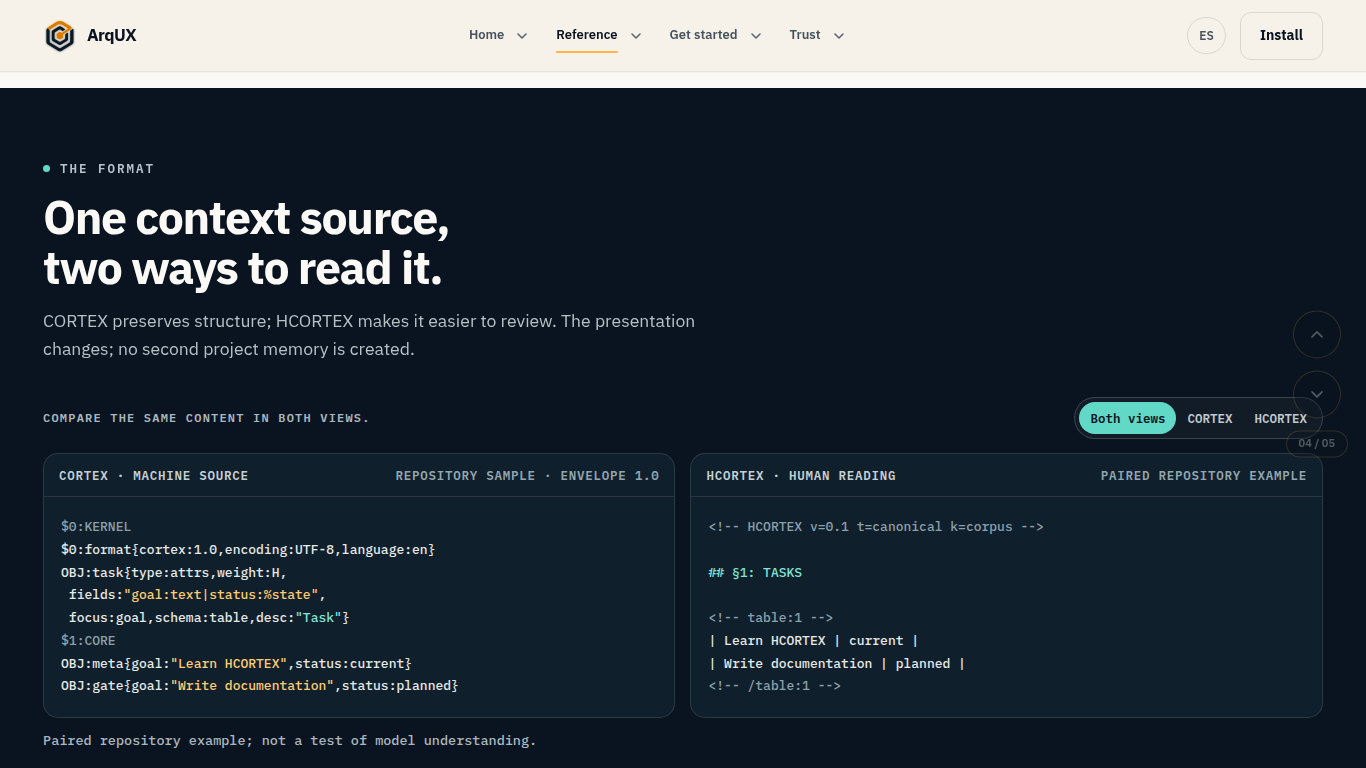 ArqUX
Home
Reference
Get started
Trust
ES
Install
THE FORMAT
One context source,
two ways to read it.
CORTEX preserves structure; HCORTEX makes it easier to review. The presentation
changes; no second project memory is created.
COMPARE THE SAME CONTENT IN BOTH VIEWS.
Both views
CORTEX
HCORTEX
04 / 05
CORTEX · MACHINE SOURCE
REPOSITORY SAMPLE · ENVELOPE 1.0
$0:KERNEL
$0:format{cortex:1.0,encoding:UTF-8,language:en}
OBJ:task{type:attrs,weight:H,
fields:"goal:text|status:%state",
focus:goal,schema:table,desc:"Task"}
$1:CORE
OBJ:meta{goal:"Learn HCORTEX",status:current}
OBJ:gate{goal:"Write documentation",status:planned}
HCORTEX · HUMAN READING
PAIRED REPOSITORY EXAMPLE
<!-- HCORTEX v=0.1 t=canonical k=corpus -->
## §1: TASKS
<!-- table:1 -->
| Learn HCORTEX | current |
| Write documentation | planned |
<!-- /table:1 -->
Paired repository example; not a test of model understanding.